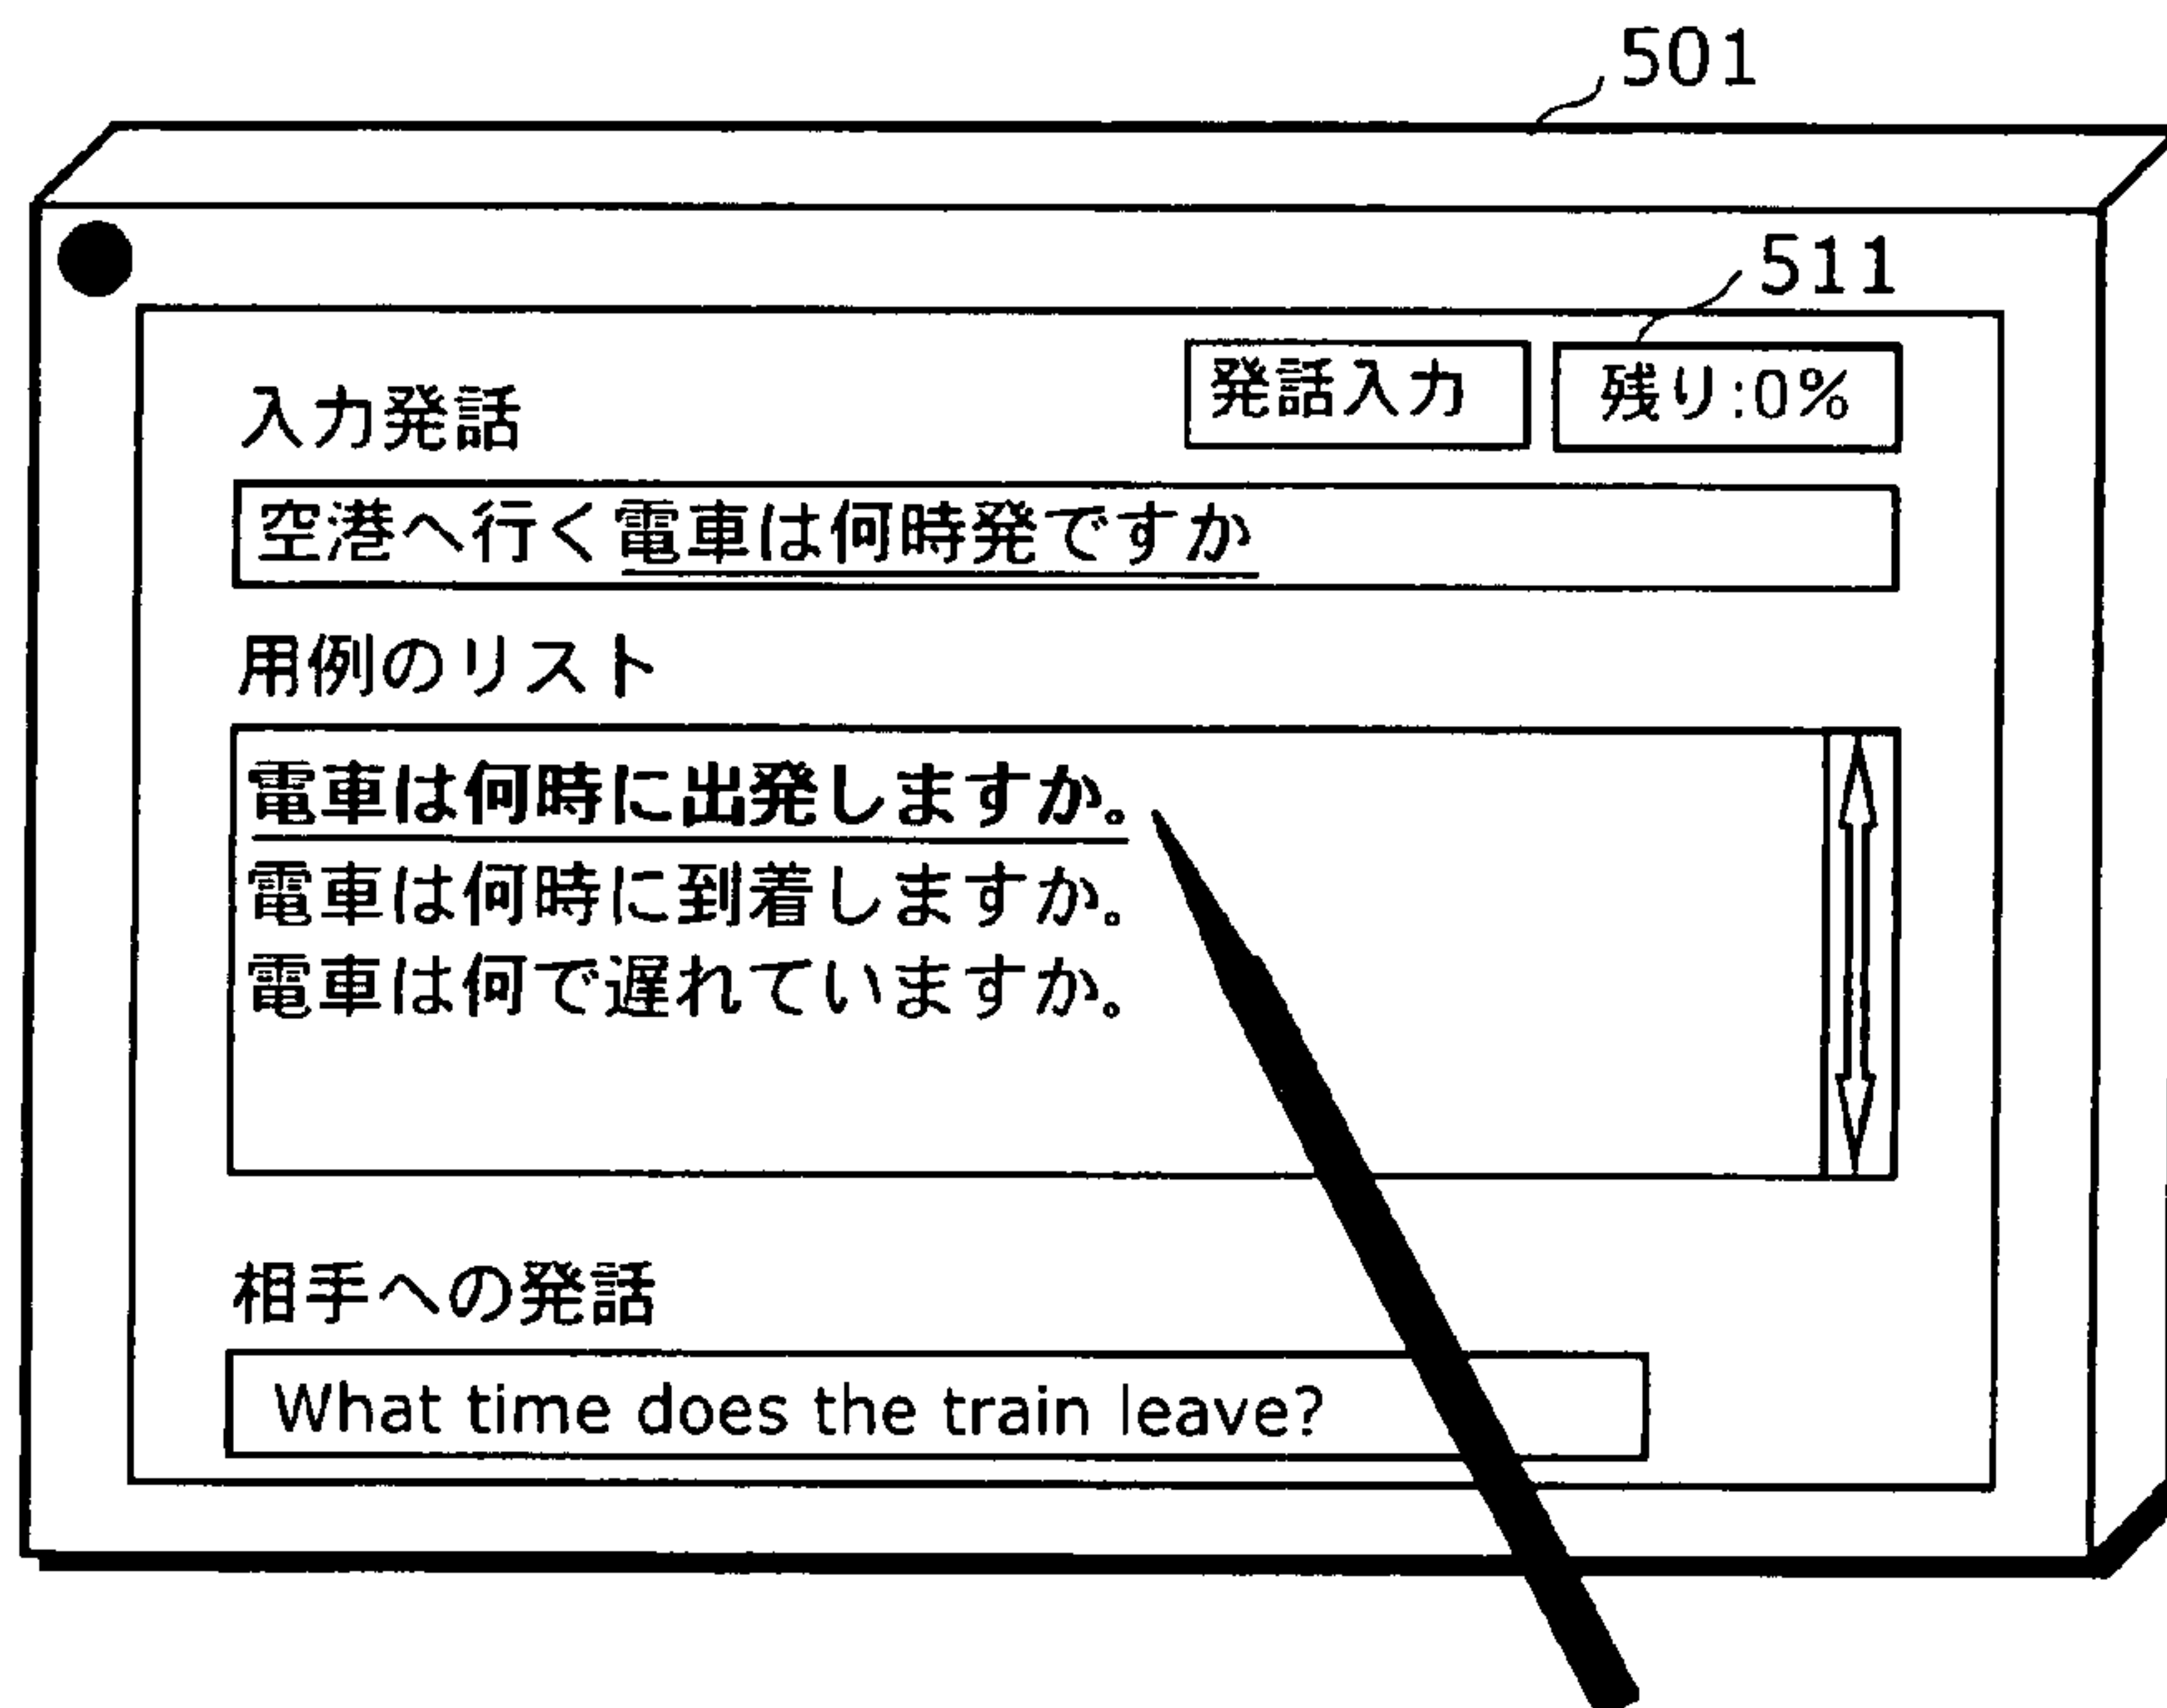 501
511
発話入力 残り:0%
入力発話
空港へ行く電車は何時発ですか
用例のリスト
電車は何時に出発しますか。
電車は何時に到着しますか。
電車は何で遅れていますか。
相手への発話
What time does the train leave?